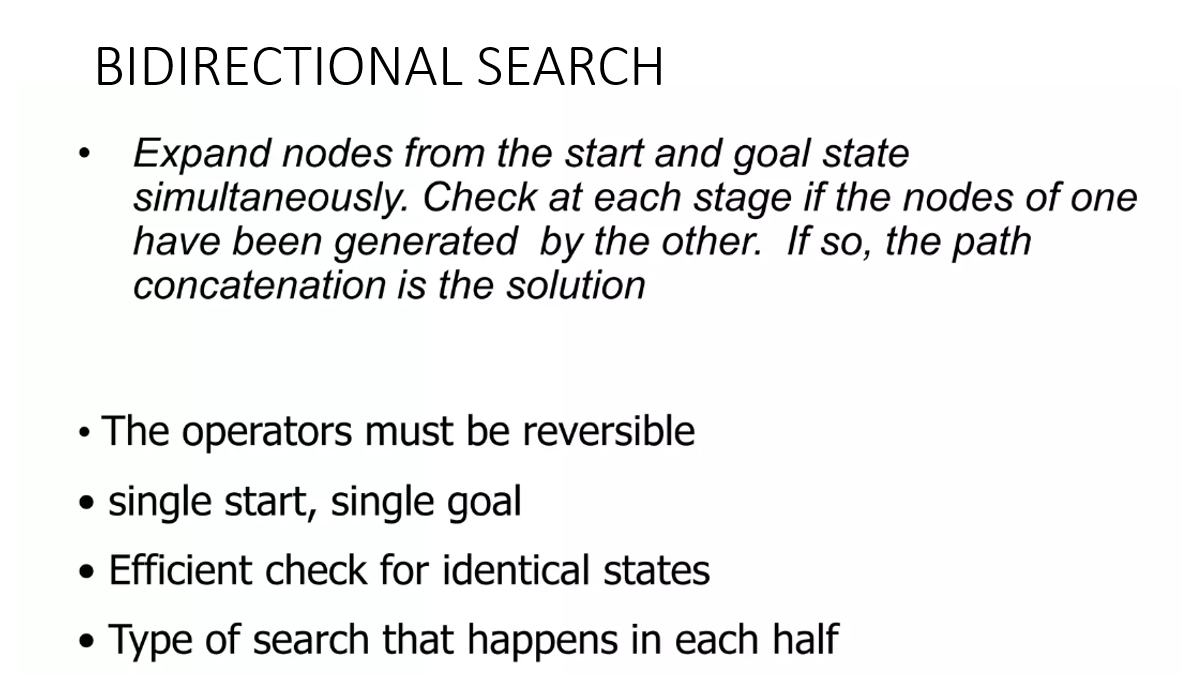 BIDIRECTIONAL SEARCH
• Expand nodes from the start and goal state
simultaneously. Check at each stage if the nodes of one
have been generated  by the other.  If so, the path
concatenation is the solution
• The operators must be reversible
• single start, single goal
• Efficient check for identical states
• Type of search that happens in each half